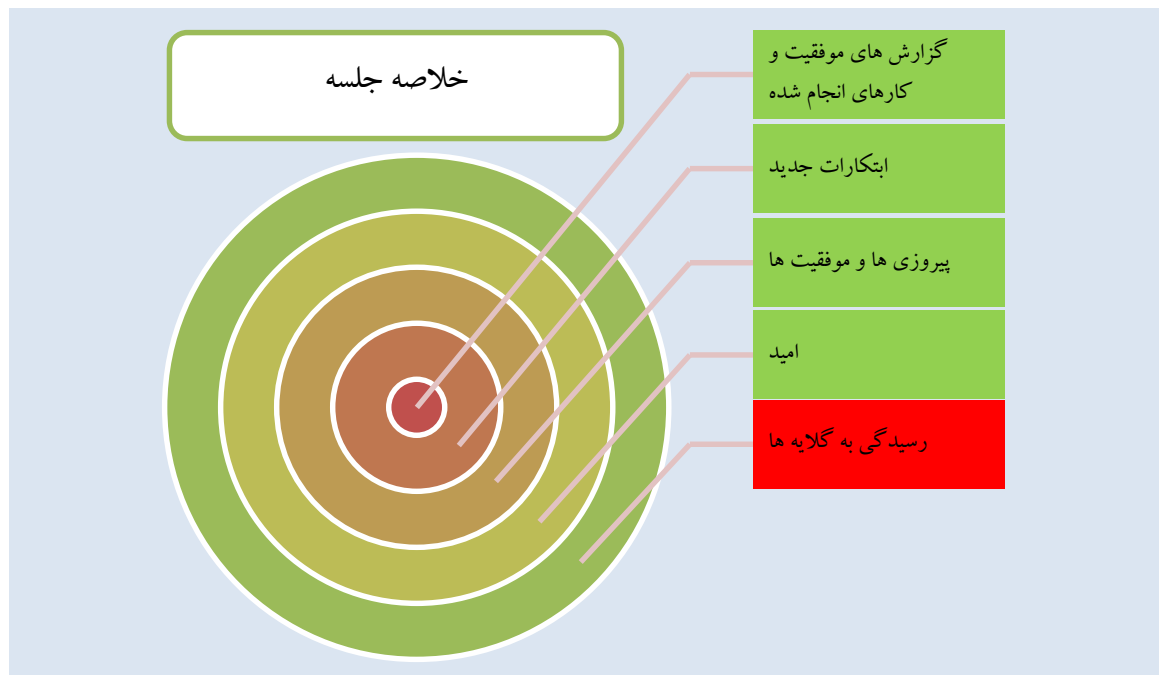 خلاصه جلسه
گزارش های موفقیت و
کارهای انجام شده
ابتکارات جدید
پیروزی ها و موفقیت ها
امید
رسیدگی به گلایه ها